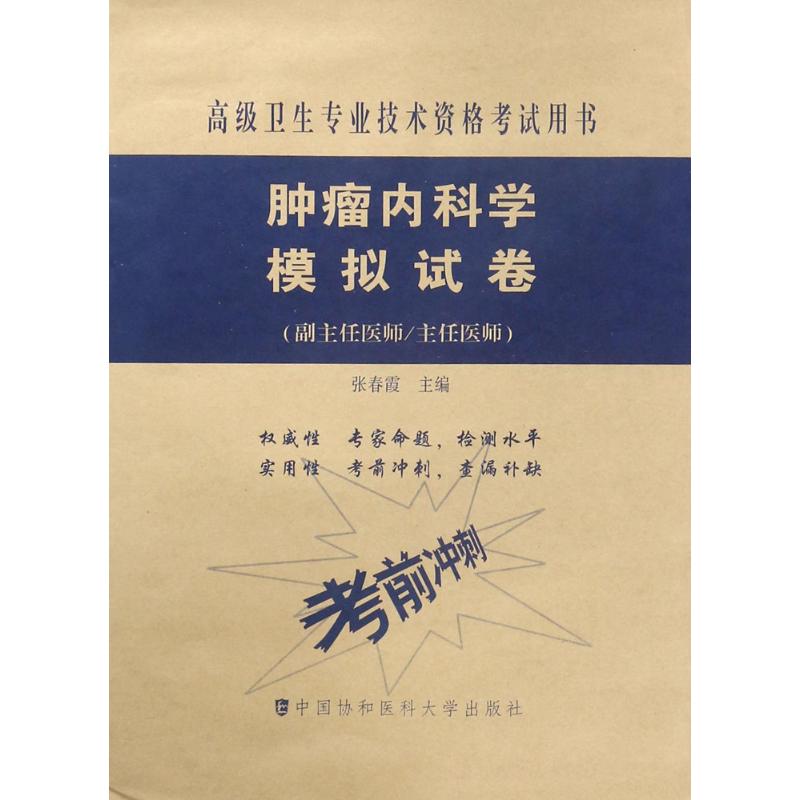 高级卫生专业技术资格考试用书
肿瘤内科学
模拟试卷
(副主任医师/主任医师)
张春霞 主编
权威性 专家命题，检测水平
实用性 考前冲刺，查漏补缺
考前冲刺
中国协和医科大学出版社